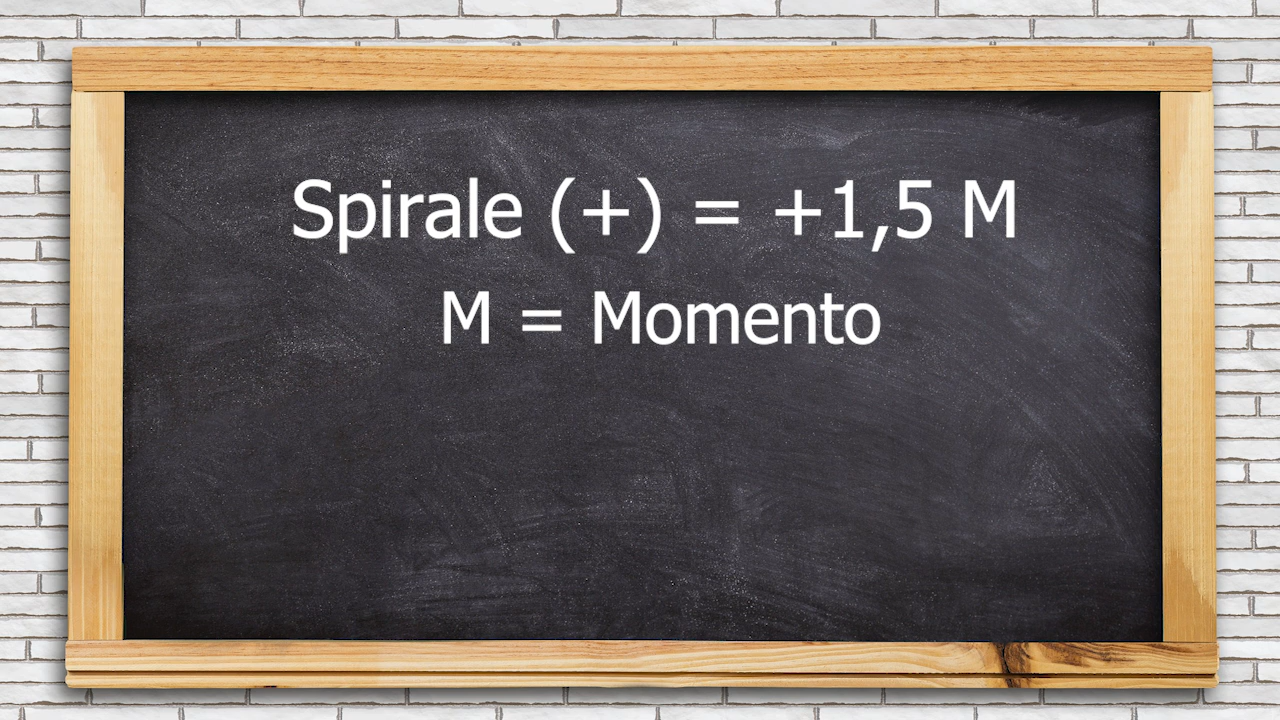 Spirale (+) = +1,5 M
M = Momento